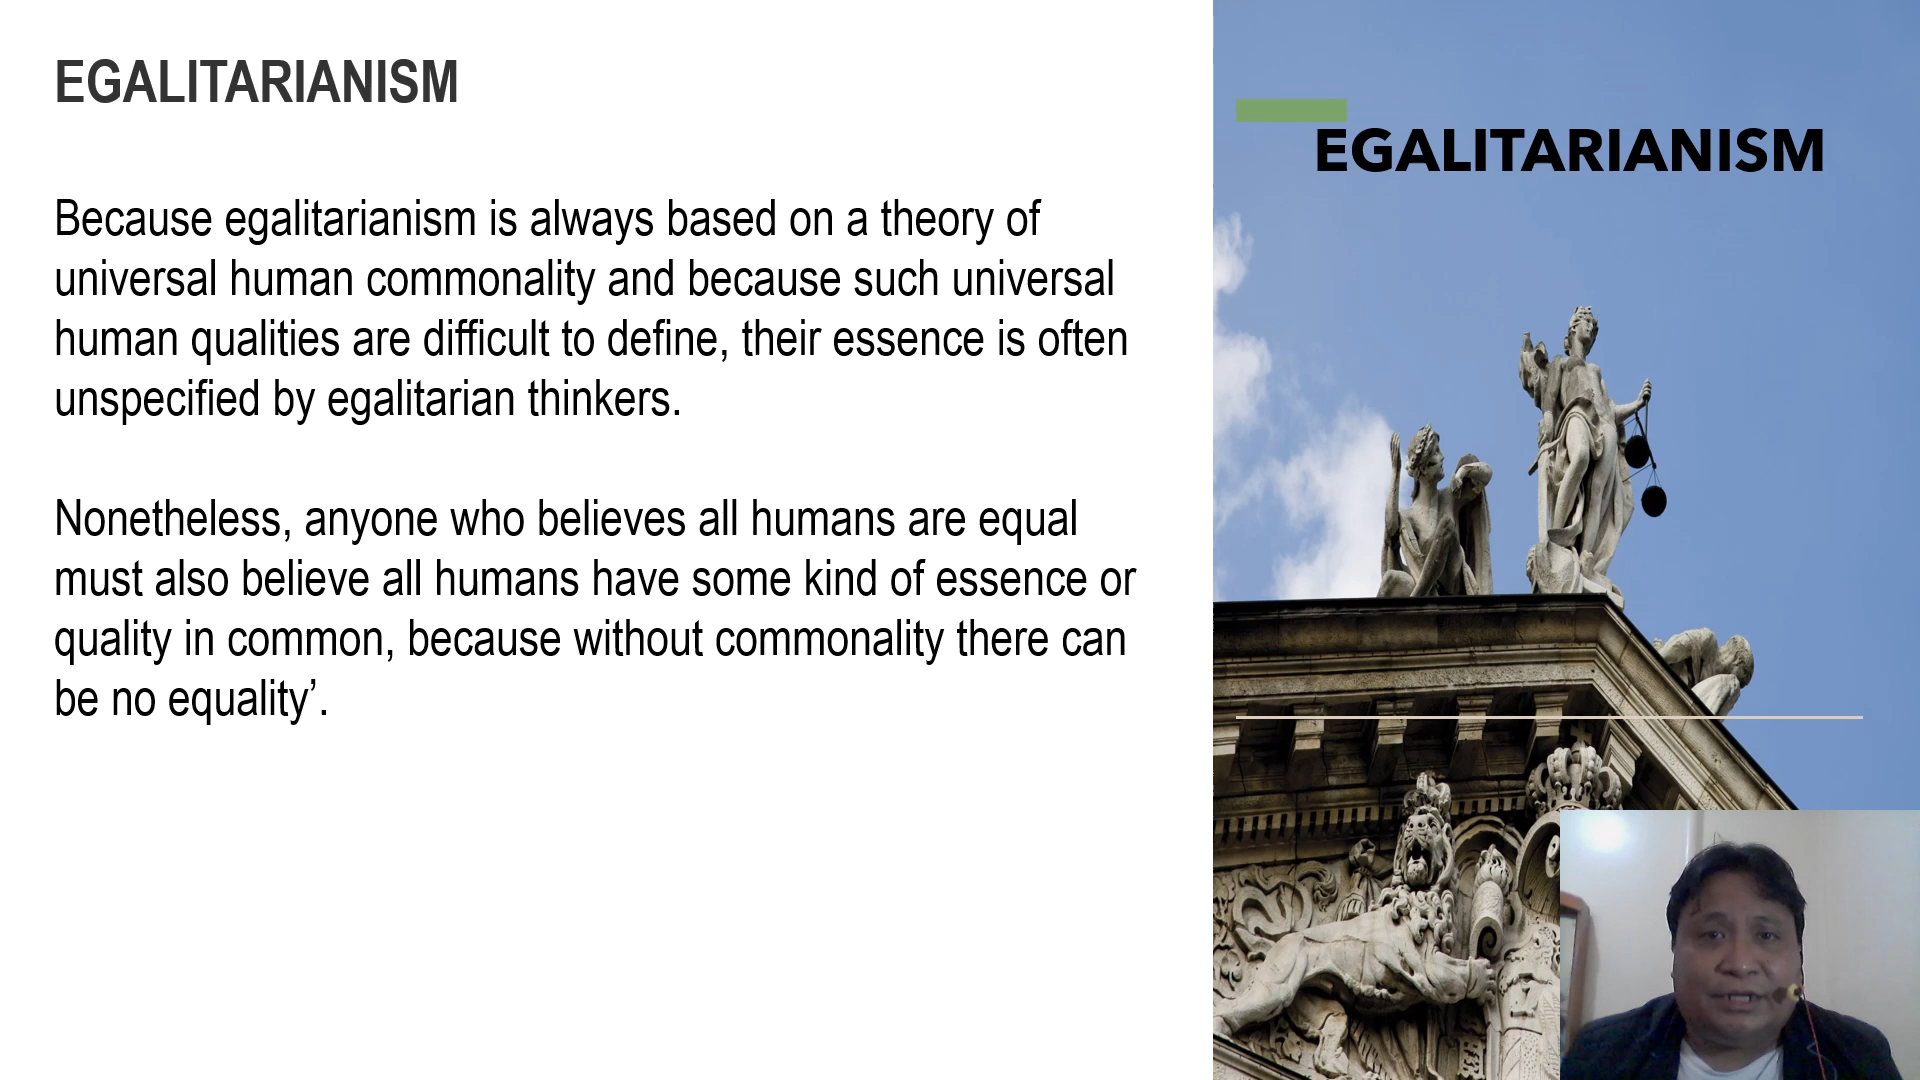 EGALITARIANISM
Because egalitarianism is always based on a theory of
universal human commonality and because such universal
human qualities are difficult to define, their essence is often
unspecified by egalitarian thinkers.
Nonetheless, anyone who believes all humans are equal
must also believe all humans have some kind of essence or
quality in common, because without commonality there can
be no equality’.
EGALITARIANISM